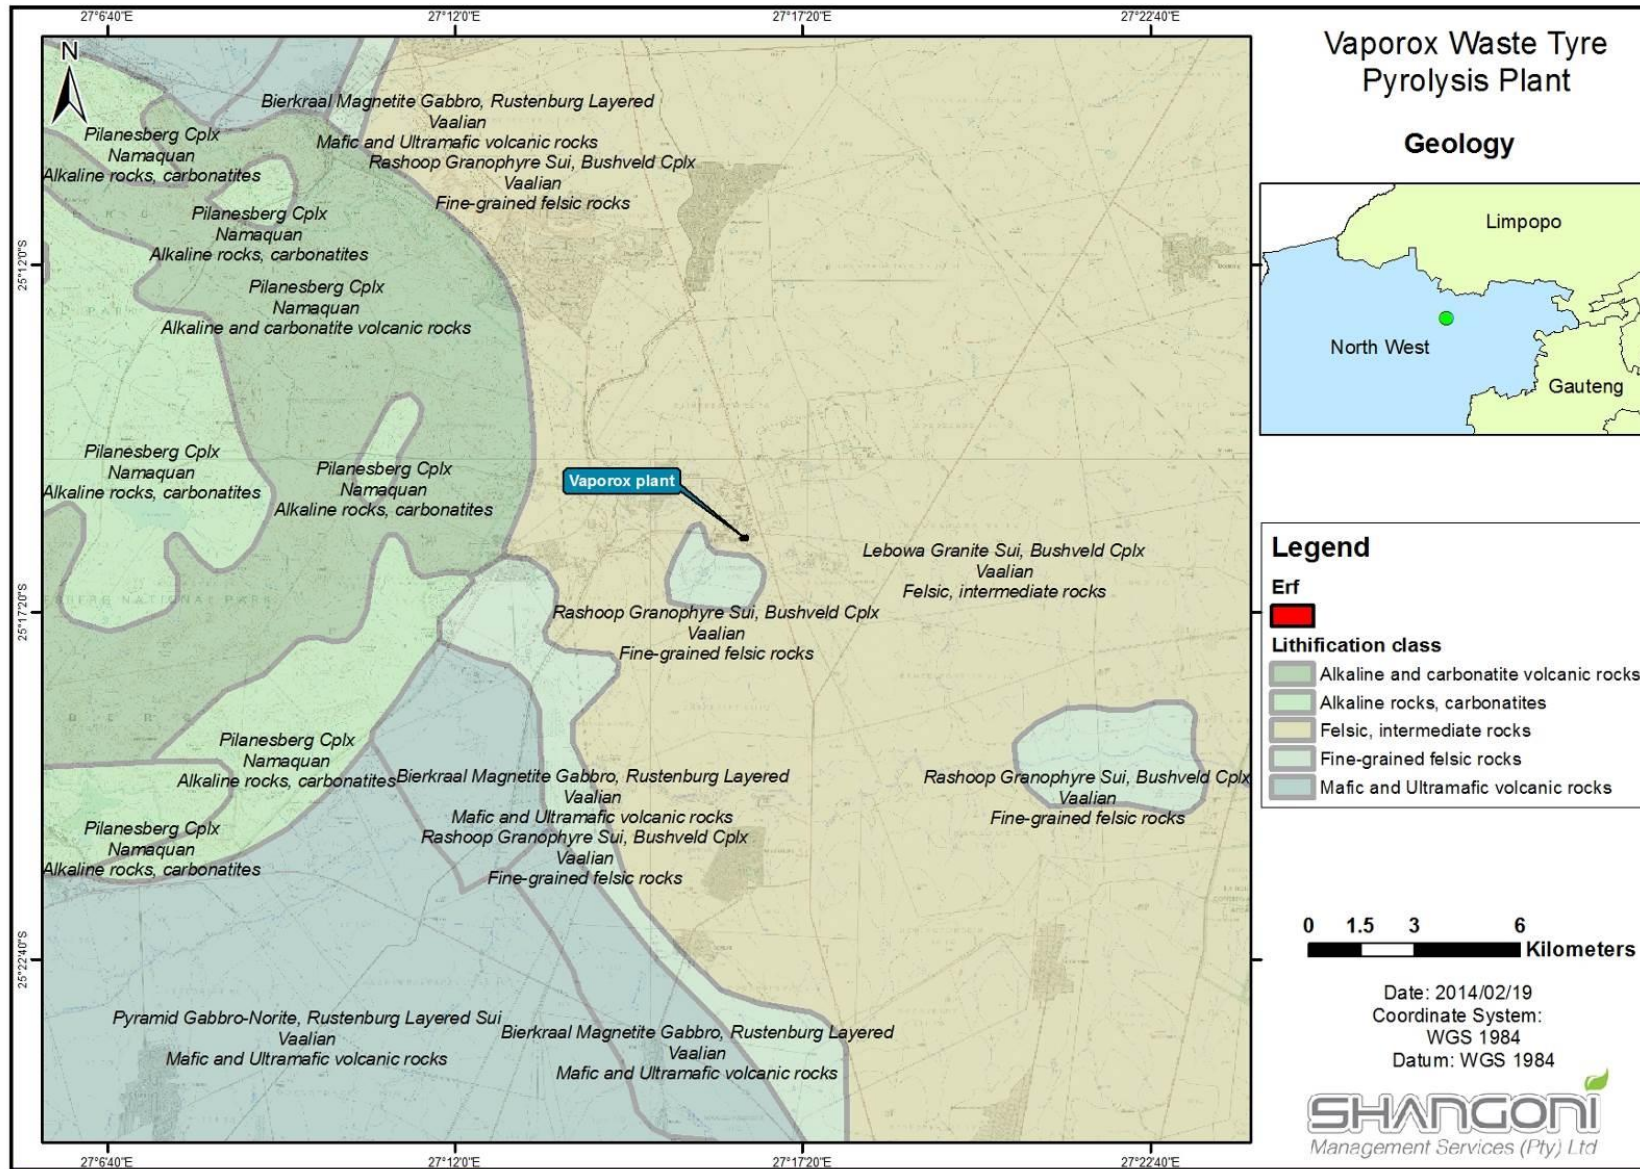 27°6'40"E
27°12'0"E
27°17'20"E
27°22'40"E
N
Bierkraal Magnetite Gabbro, Rustenburg Layered
Vaalian
Mafic and Ultramafic volcanic rocks
Rashoop Granophyre Sui, Bushveld Cplx
Vaalian
Fine-grained felsic rocks
Pilanesberg Cplx
Namaquan
Alkaline rocks, carbonatites
Pilanesberg Cplx
Namaquan
Alkaline rocks, carbonatites
Pilanesberg Cplx
Namaquan
Alkaline and carbonatite volcanic rocks
Pilanesberg Cplx
Namaquan
Alkaline rocks, carbonatites
Pilanesberg Cplx
Namaquan
Alkaline rocks, carbonatites
Vaporox plant
Lebowa Granite Sui, Bushveld Cplx
Vaalian
Felsic, intermediate rocks
Rashoop Granophyre Sui, Bushveld Cplx
Vaalian
Fine-grained felsic rocks
Pilanesberg Cplx
Namaquan
Alkaline rocks, carbonatites
Bierkraal Magnetite Gabbro, Rustenburg Layered
Vaalian
Mafic and Ultramafic volcanic rocks
Rashoop Granophyre Sui, Bushveld Cplx
Vaalian
Fine-grained felsic rocks
Rashoop Granophyre Sui, Bushveld Cplx
Vaalian
Fine-grained felsic rocks
Pilanesberg Cplx
Namaquan
Alkaline rocks, carbonatites
Pyramid Gabbro-Norite, Rustenburg Layered Sui
Vaalian
Mafic and Ultramafic volcanic rocks
Bierkraal Magnetite Gabbro, Rustenburg Layered
Vaalian
Mafic and Ultramafic volcanic rocks
25°12'0"S
25°17'20"S
25°22'40"S
27°6'40"E
27°12'0"E
27°17'20"E
27°22'40"E
Vaporox Waste Tyre
Pyrolysis Plant
Geology
Limpopo
North West
Gauteng
Legend
Erf
Lithification class
Alkaline and carbonatite volcanic rocks
Alkaline rocks, carbonatites
Felsic, intermediate rocks
Fine-grained felsic rocks
Mafic and Ultramafic volcanic rocks
0 1.5 3 6
Kilometers
Date: 2014/02/19
Coordinate System:
WGS 1984
Datum: WGS 1984
SHANGONI
Management Services (Pty) Ltd